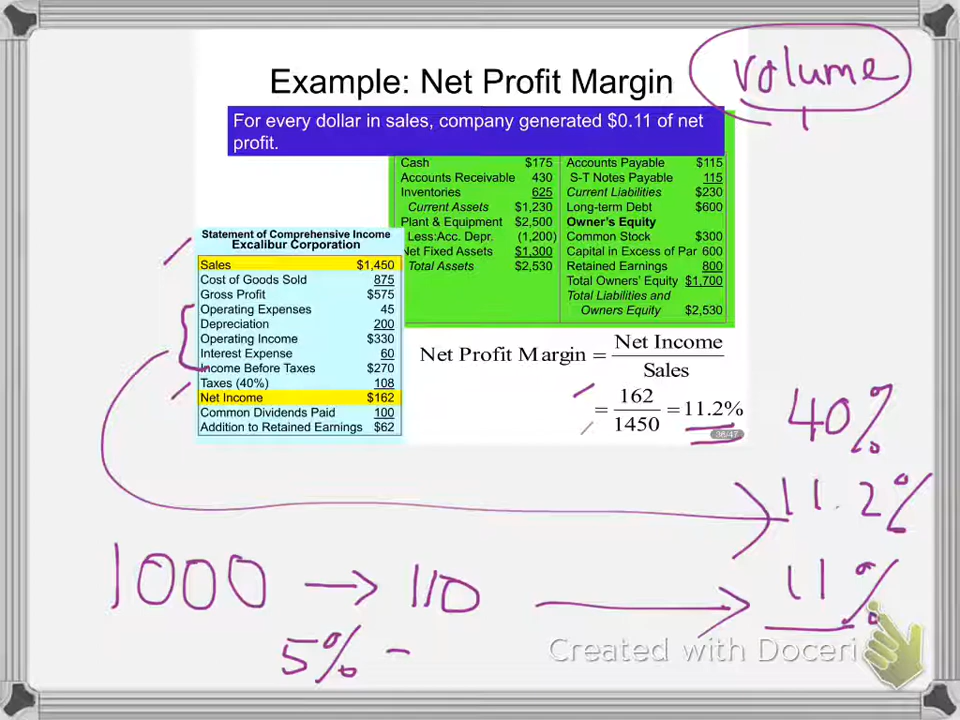 Example: Net Profit Margin
volume
For every dollar in sales, company generated $0.11 of net
profit.
Cash $175 Accounts Payable $115
Accounts Receivable 430 S-T Notes Payable 115
Inventories 625 Current Liabilities $230
Current Assets $1,230 Long-term Debt $600
Plant & Equipment $2,500 Owner's Equity
Less:Acc. Depr. (1,200) Common Stock $300
Net Fixed Assets $1,300 Capital in Excess of Par 600
Total Assets $2,530 Retained Earnings 800
Total Owners' Equity $1,700
Total Liabilities and
Owners Equity $2,530
Statement of Comprehensive Income
Excalibur Corporation
Sales $1,450
Cost of Goods Sold 875
Gross Profit $575
Operating Expenses 45
Depreciation 200
Operating Income $330
Interest Expense 60
Income Before Taxes $270
Taxes (40%) 108
Net Income $162
Common Dividends Paid 100
Addition to Retained Earnings $62
Net Profit Margin = Net Income / Sales
= 162 / 1450 = 11.2%
36/47
40%
11.2%
1000 → 110 → 11%
5% -
Created with Doceri